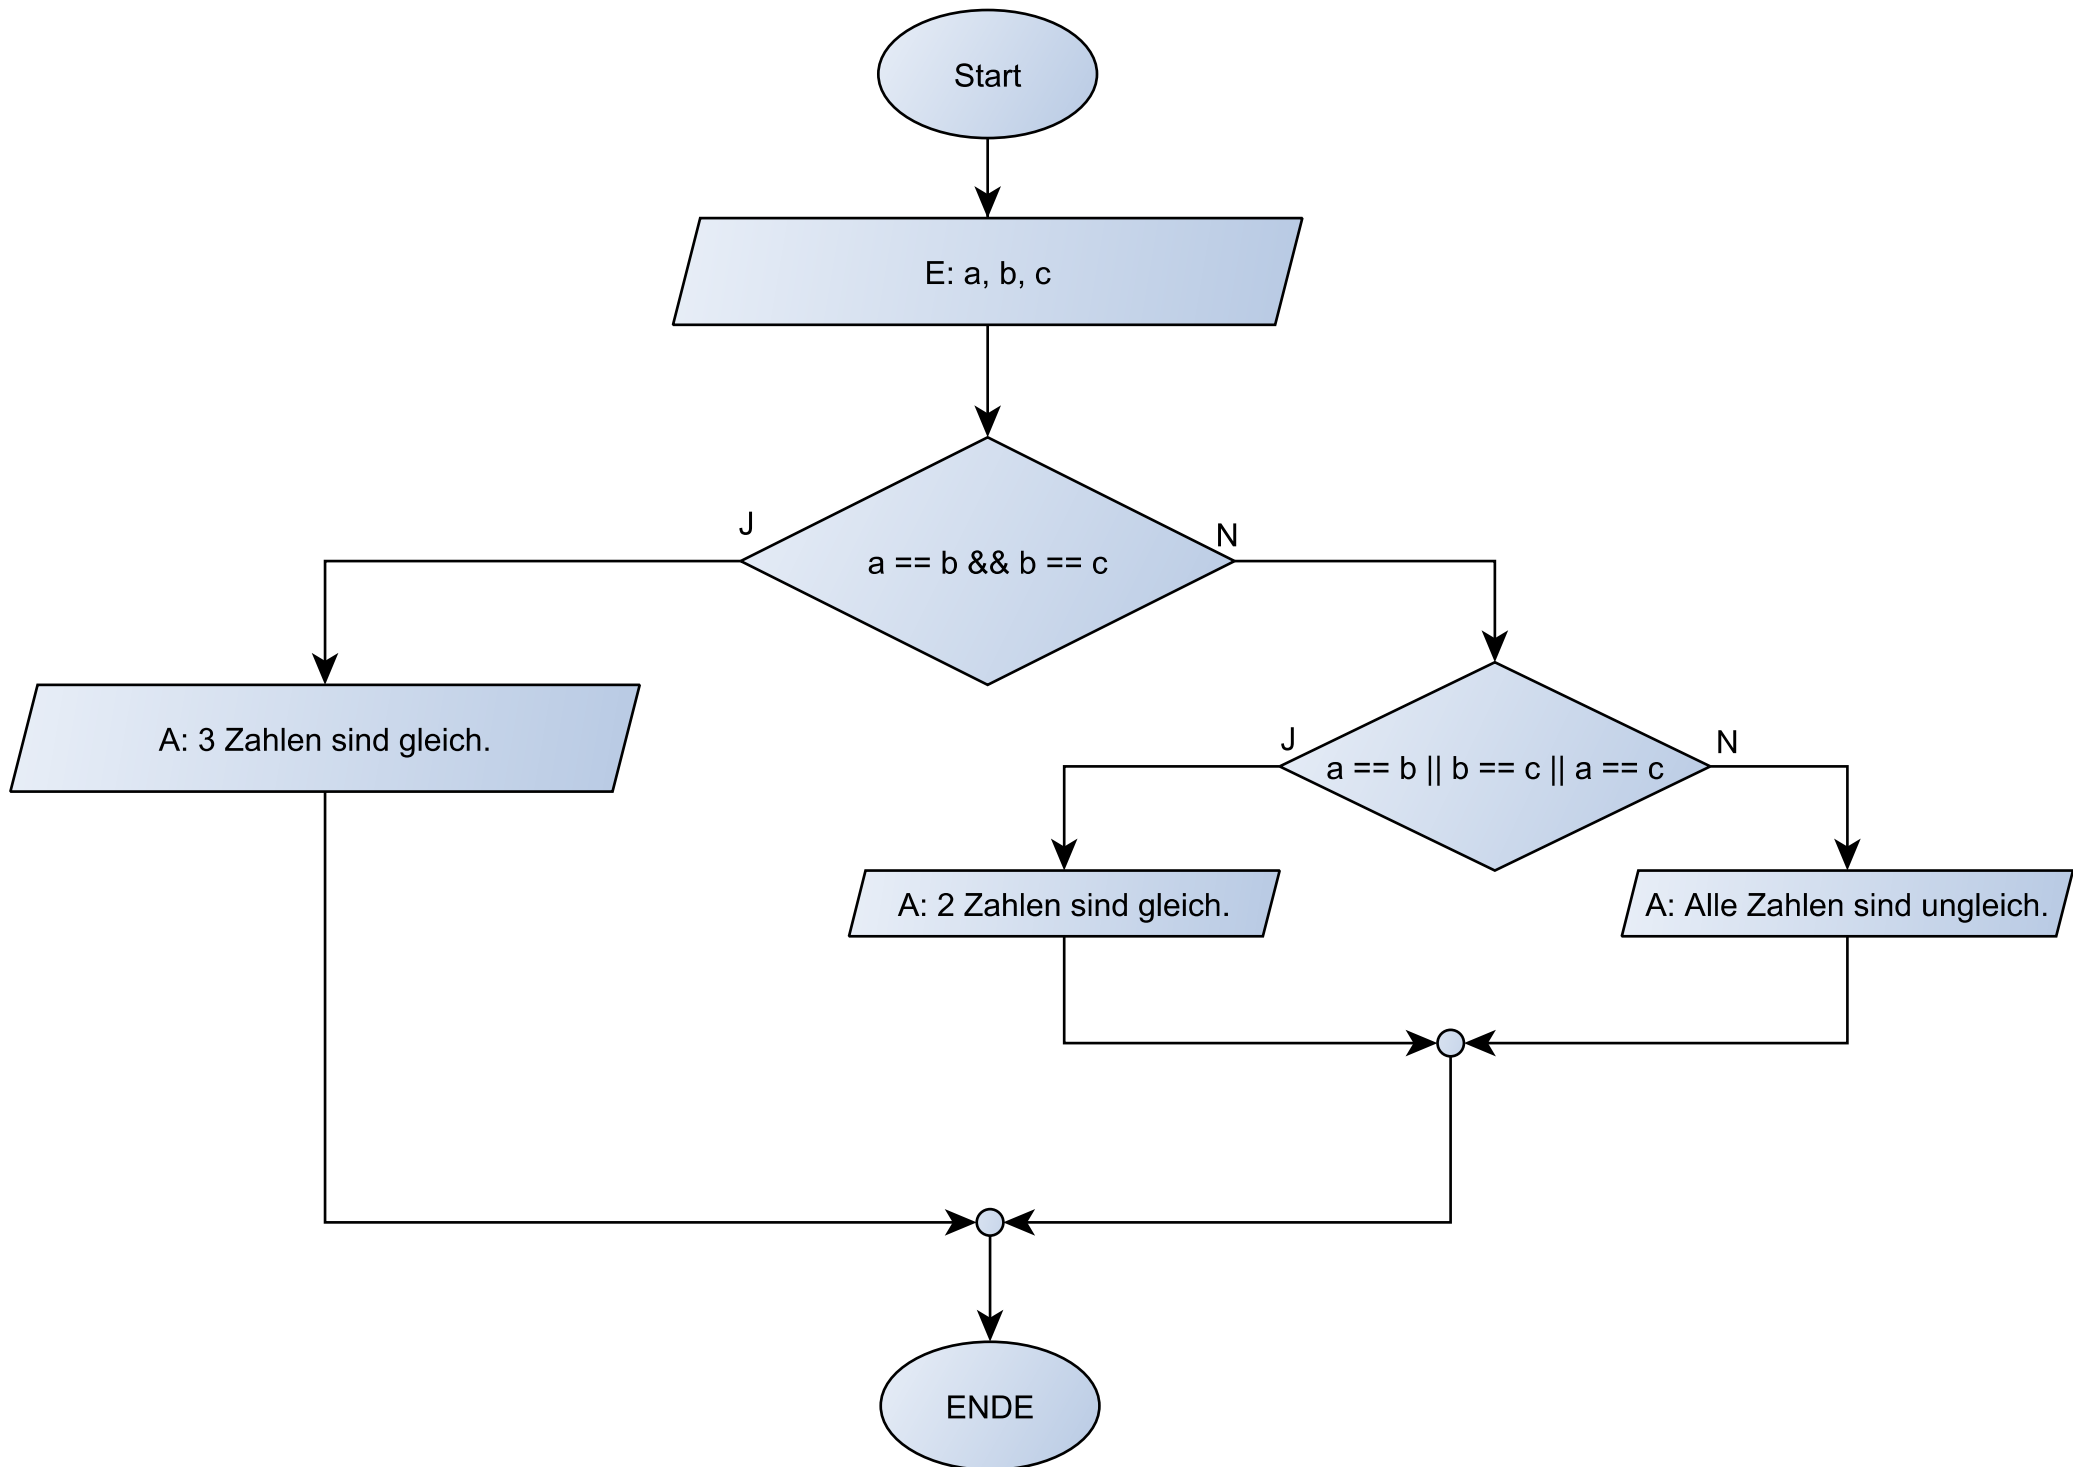 Start
E: a, b, c
J
N
a == b && b == c
A: 3 Zahlen sind gleich.
J
N
a == b || b == c || a == c
A: 2 Zahlen sind gleich.
A: Alle Zahlen sind ungleich.
ENDE